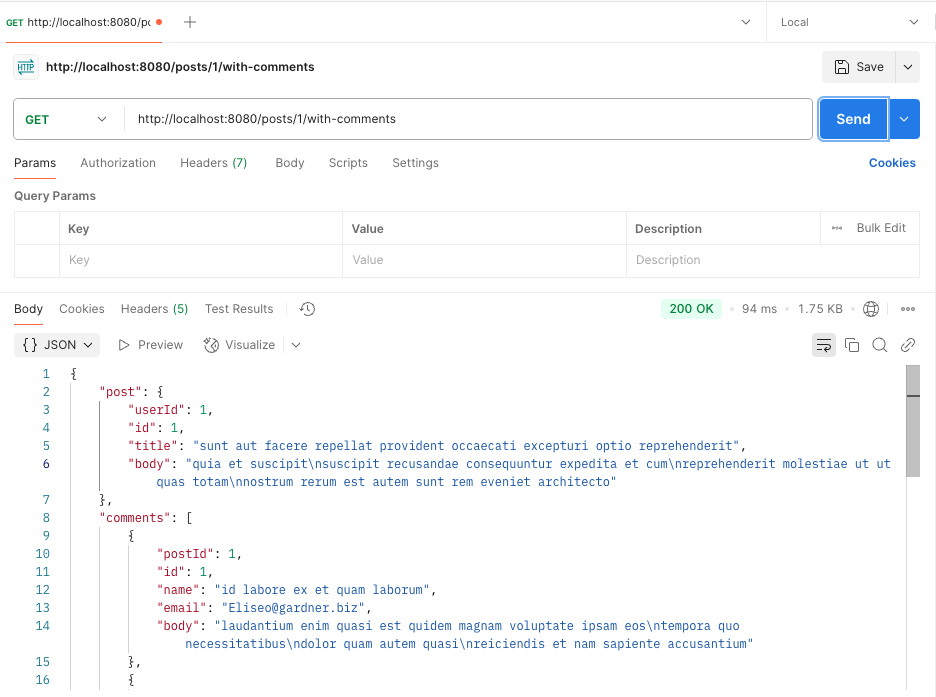 GET http://localhost:8080/po
Local
HTTP http://localhost:8080/posts/1/with-comments
Save
GET http://localhost:8080/posts/1/with-comments
Send
Params Authorization Headers (7) Body Scripts Settings Cookies
Query Params
Key Value Description Bulk Edit
Key Value Description
Body Cookies Headers (5) Test Results 200 OK • 94 ms • 1.75 KB •
{} JSON Preview Visualize
1 {
2 "post": {
3 "userId": 1,
4 "id": 1,
5 "title": "sunt aut facere repellat provident occaecati excepturi optio reprehenderit",
6 "body": "quia et suscipit\nsuscipit recusandae consequuntur expedita et cum\nreprehenderit molestiae ut ut
quas totam\nnostrum rerum est autem sunt rem eveniet architecto"
7 },
8 "comments": [
9 {
10 "postId": 1,
11 "id": 1,
12 "name": "id labore ex et quam laborum",
13 "email": "Eliseo@gardner.biz",
14 "body": "laudantium enim quasi est quidem magnam voluptate ipsam eos\ntempora quo
necessitatibus\ndolor quam autem quasi\nreiciendis et nam sapiente accusantium"
15 },
16 {